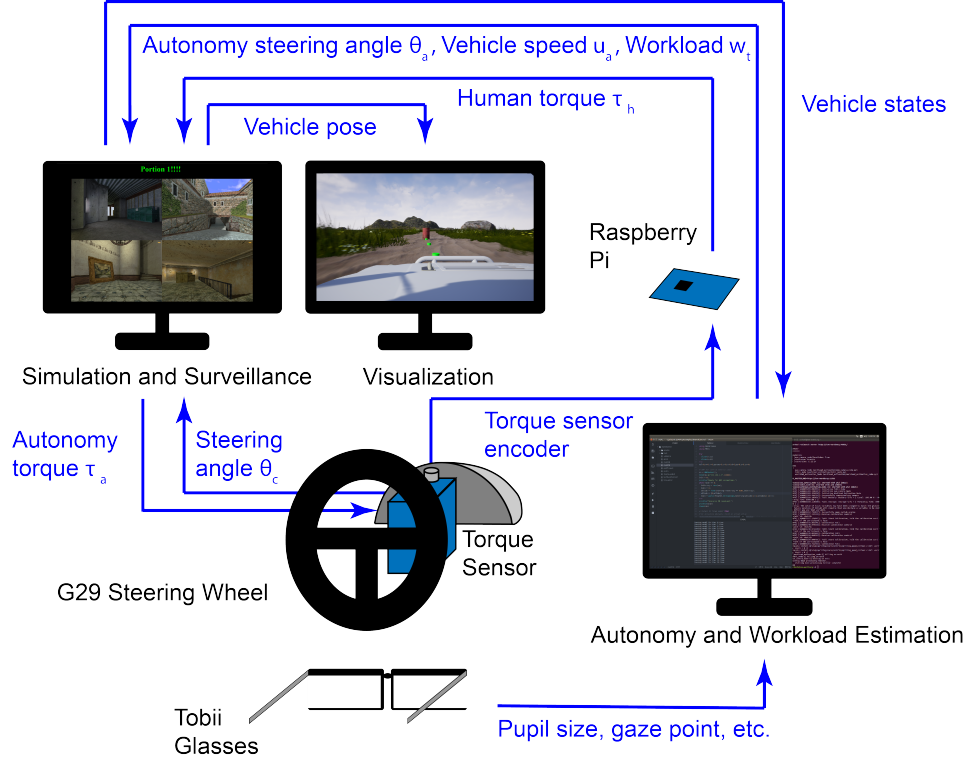 Autonomy steering angle θa, Vehicle speed ua, Workload wt
Human torque τh
Vehicle states
Vehicle pose
Portion 1!!!!
Raspberry
Pi
Simulation and Surveillance
Visualization
Autonomy
torque τa
Steering
angle θc
Torque sensor
encoder
Torque
Sensor
G29 Steering Wheel
Autonomy and Workload Estimation
Tobii
Glasses
Pupil size, gaze point, etc.